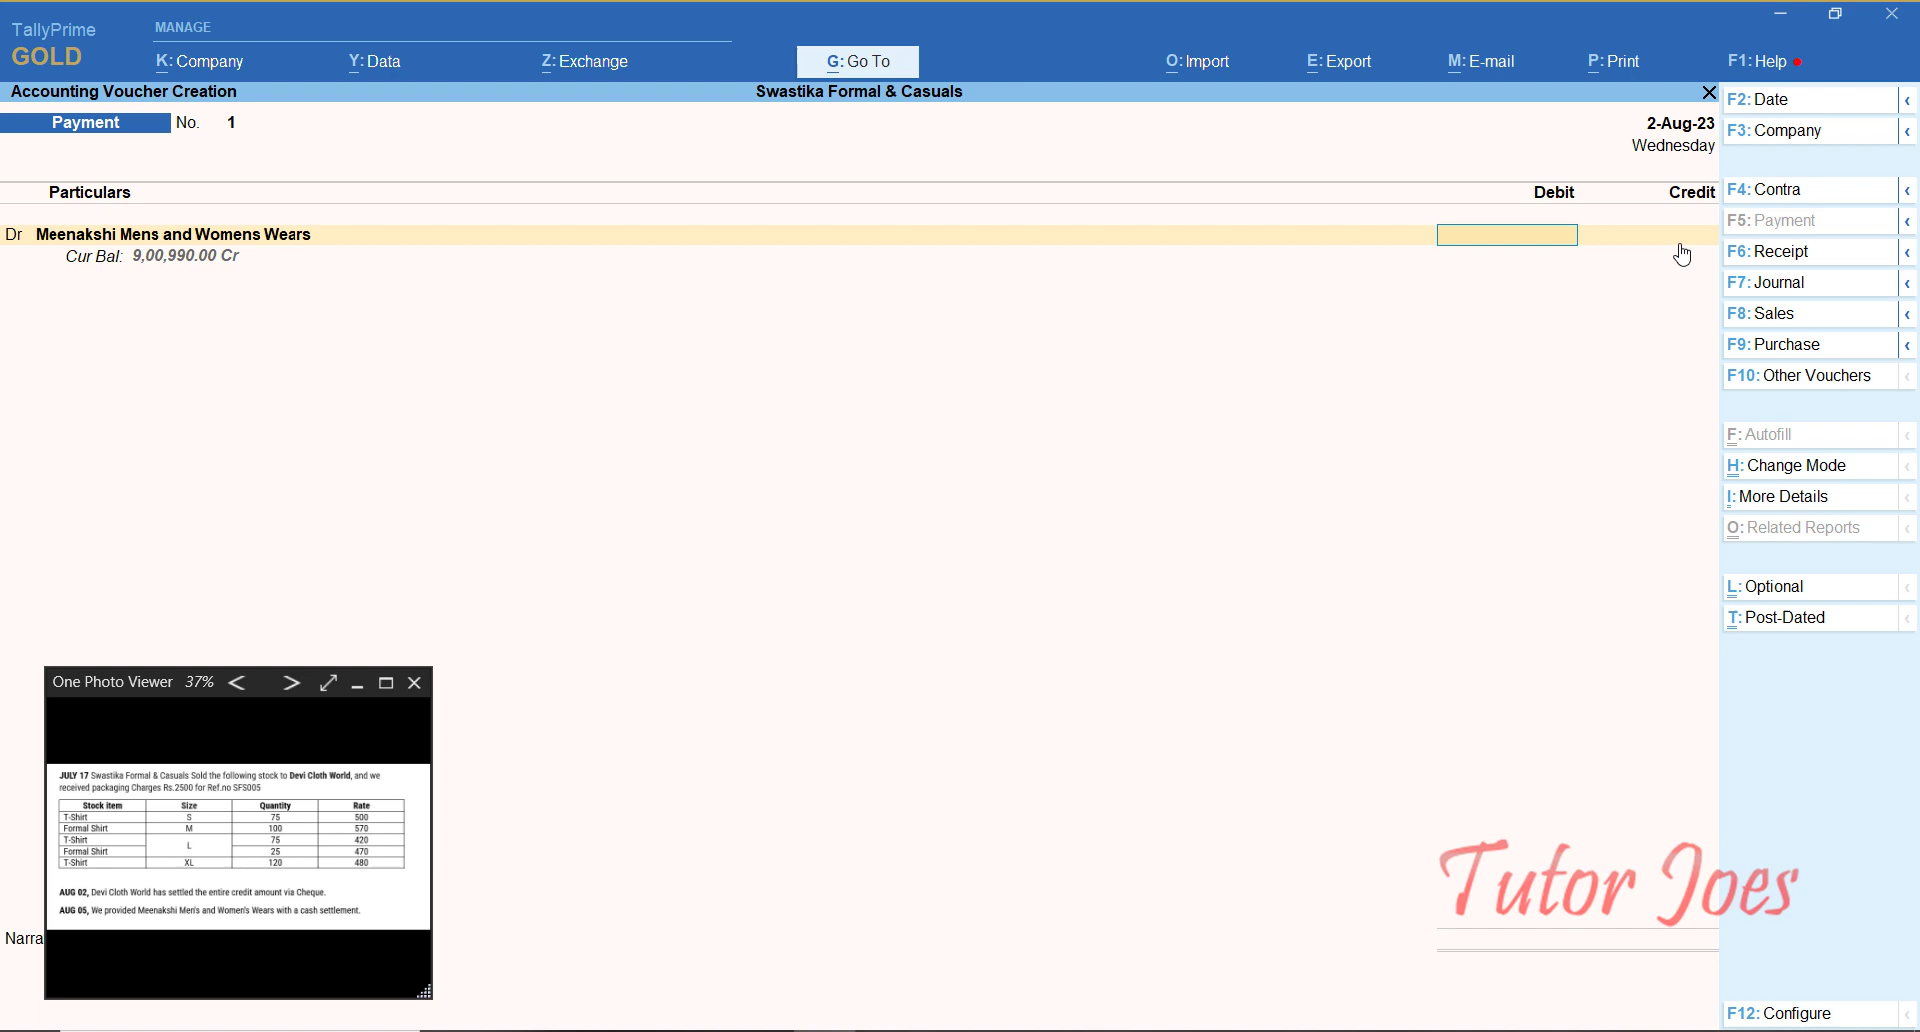 TallyPrime
GOLD
MANAGE
K: Company
Y: Data
Z: Exchange
G: Go To
O: Import
E: Export
M: E-mail
P: Print
F1: Help
Accounting Voucher Creation
Swastika Formal & Casuals
Payment No. 1
2-Aug-23
Wednesday
Particulars
Debit
Credit
Dr Meenakshi Mens and Womens Wears
Cur Bal: 9,00,990.00 Cr
F2: Date
F3: Company
F4: Contra
F5: Payment
F6: Receipt
F7: Journal
F8: Sales
F9: Purchase
F10: Other Vouchers
F: Autofill
H: Change Mode
I: More Details
O: Related Reports
L: Optional
T: Post-Dated
F12: Configure
One Photo Viewer 37%
JULY 17 Swastika Formal & Casuals Sold the following stock to Devi Cloth World, and we
received packaging Charges Rs.2500 for Ref.no SFS005
Stock item Size Quantity Rate
T-Shirt S 75 500
Formal Shirt M 100 570
T-Shirt L 75 420
Formal Shirt 25 470
T-Shirt XL 120 480
AUG 02, Devi Cloth World has settled the entire credit amount via Cheque.
AUG 05, We provided Meenakshi Men's and Women's Wears with a cash settlement.
Narra
Tutor Joes